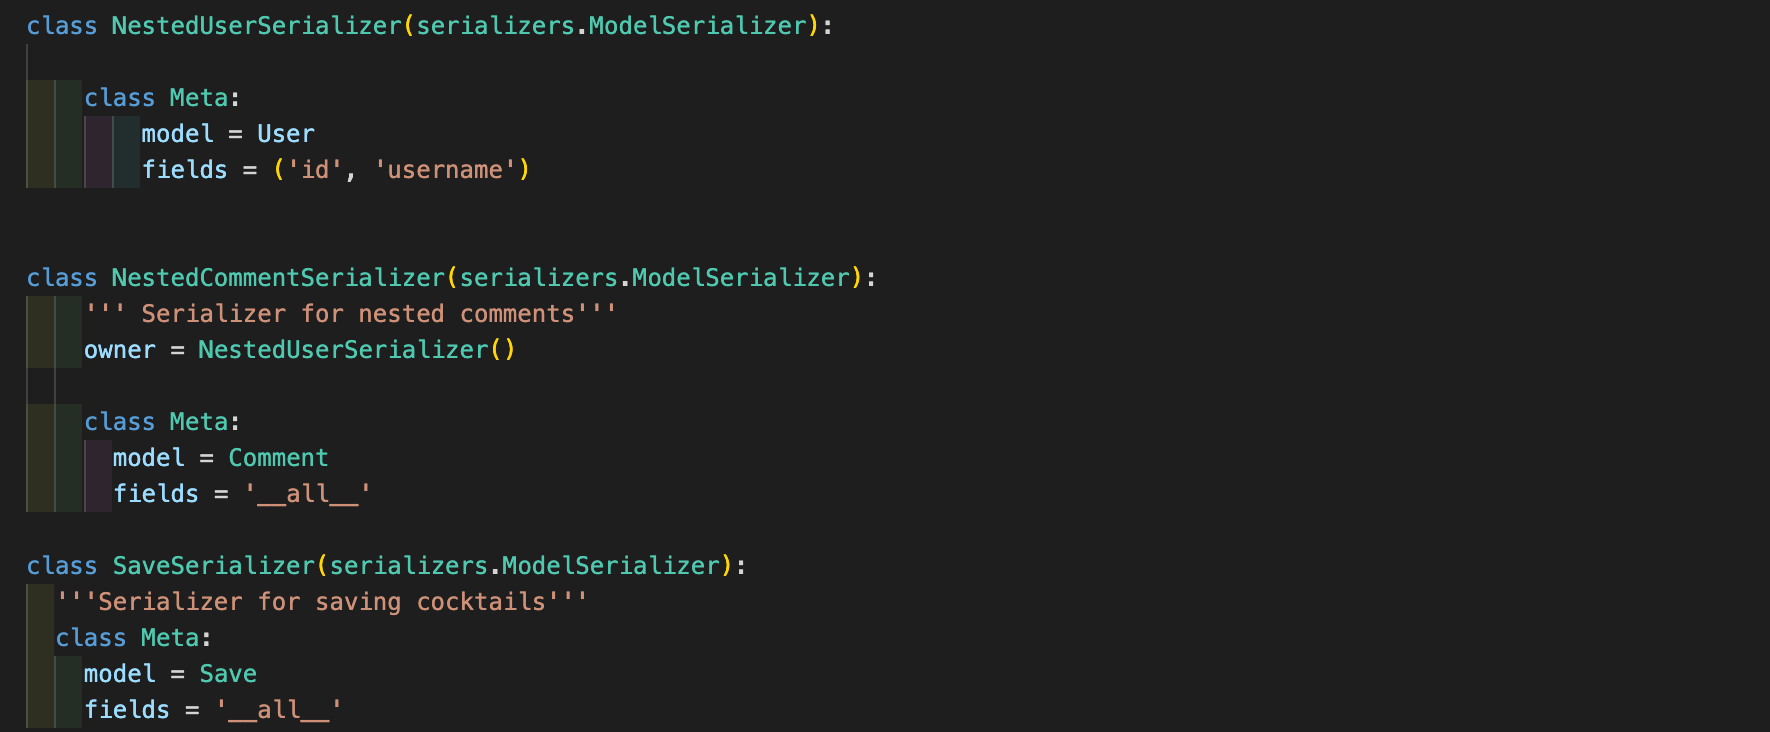 class NestedUserSerializer(serializers.ModelSerializer):

    class Meta:
        model = User
        fields = ('id', 'username')


class NestedCommentSerializer(serializers.ModelSerializer):
    ''' Serializer for nested comments'''
    owner = NestedUserSerializer()

    class Meta:
      model = Comment
      fields = '__all__'

class SaveSerializer(serializers.ModelSerializer):
  '''Serializer for saving cocktails'''
  class Meta:
    model = Save
    fields = '__all__'